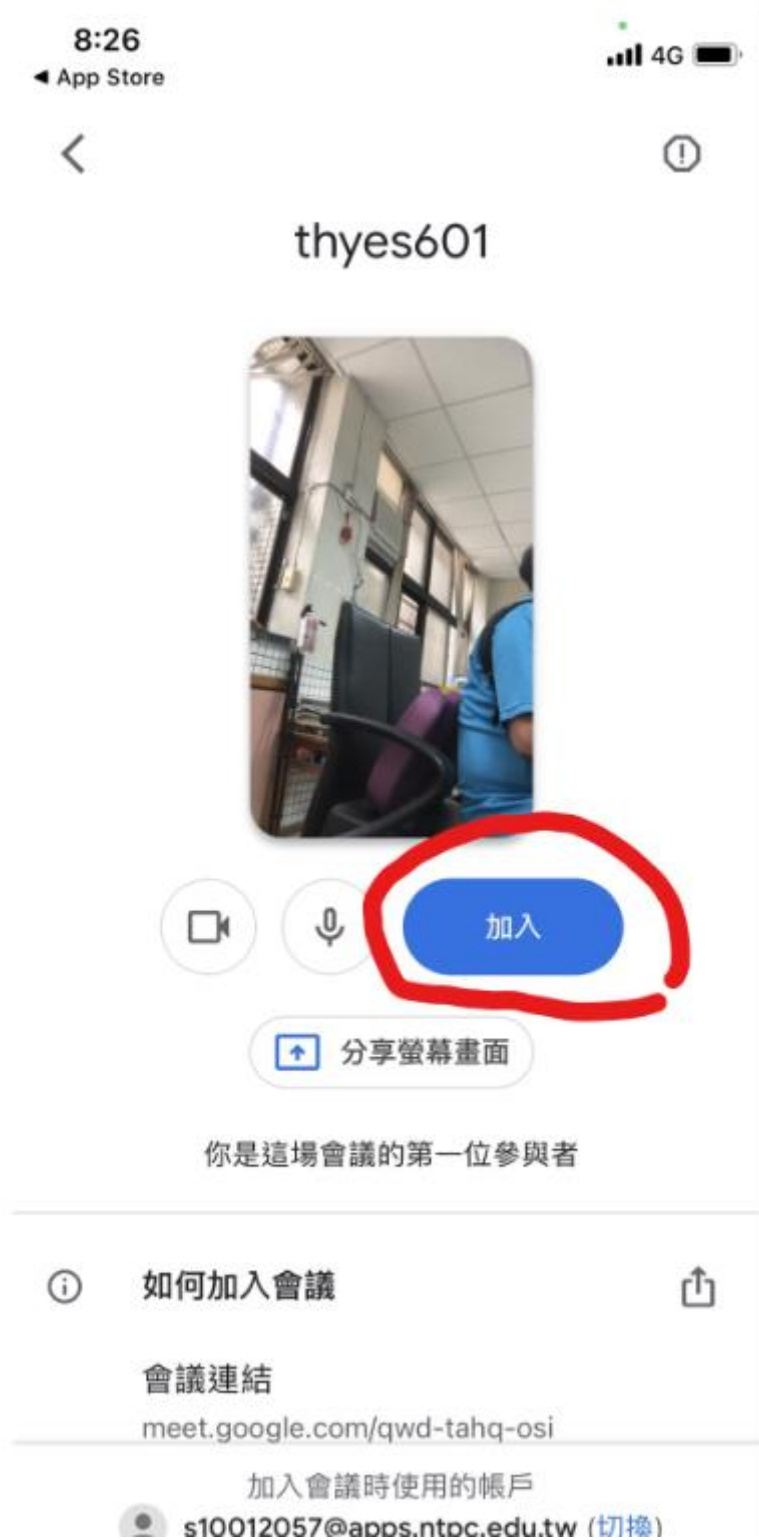 8:26
4G
◀ App Store
thyes601
加入
分享螢幕畫面
你是這場會議的第一位參與者
如何加入會議
會議連結
meet.google.com/qwd-tahq-osi
加入會議時使用的帳戶
s10012057@apps.ntpc.edu.tw (切換)